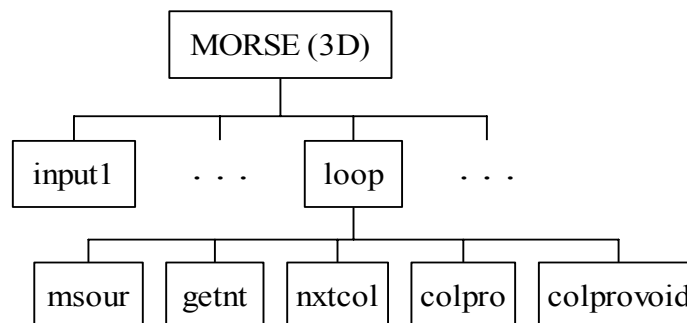 MORSE (3D)
input1 . . . loop . . .
msour getnt nxtcol colpro colprovoid